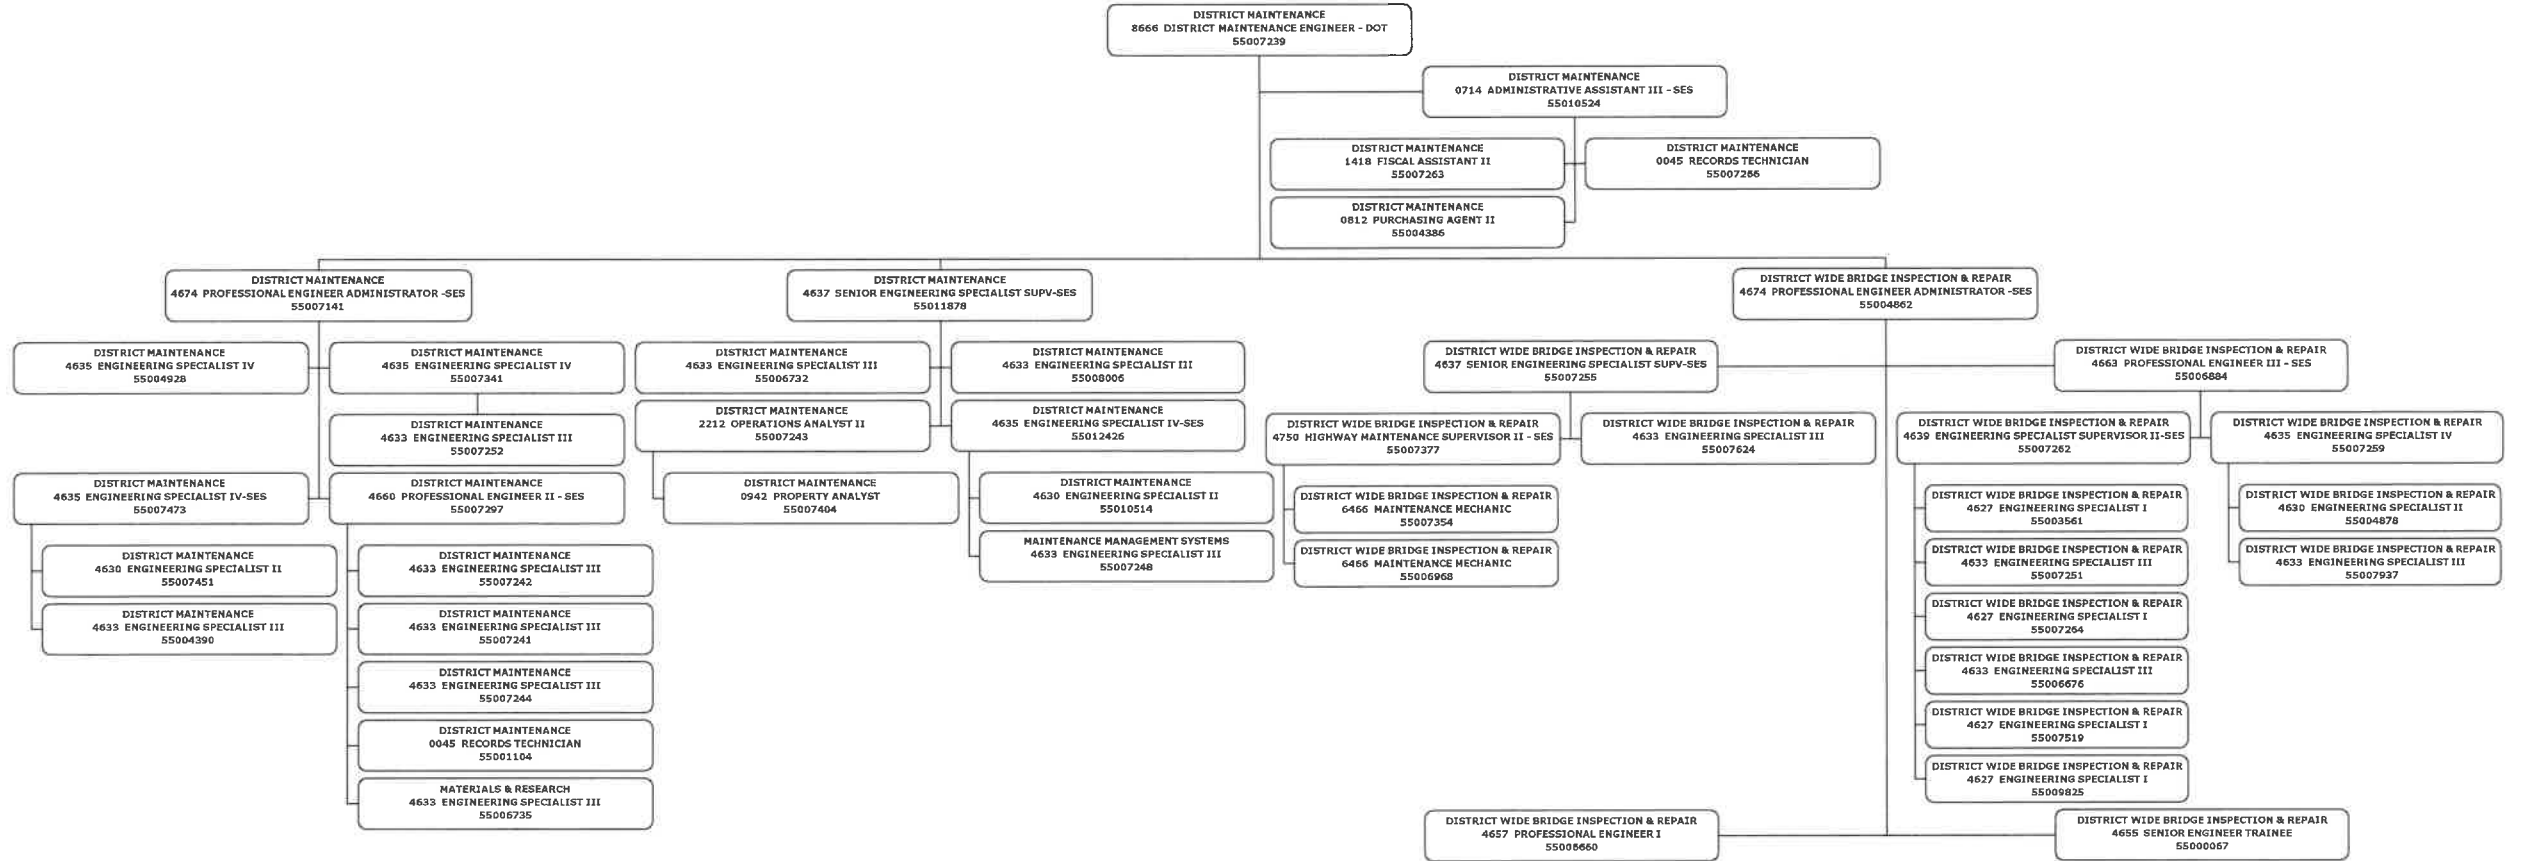 DISTRICT MAINTENANCE
8666 DISTRICT MAINTENANCE ENGINEER - DOT
55007239
DISTRICT MAINTENANCE
0714 ADMINISTRATIVE ASSISTANT III - SES
55010524
DISTRICT MAINTENANCE
1418 FISCAL ASSISTANT II
55007263
DISTRICT MAINTENANCE
0045 RECORDS TECHNICIAN
55007266
DISTRICT MAINTENANCE
0812 PURCHASING AGENT II
55004386
DISTRICT MAINTENANCE
4674 PROFESSIONAL ENGINEER ADMINISTRATOR -SES
55007141
DISTRICT MAINTENANCE
4635 ENGINEERING SPECIALIST IV
55004928
DISTRICT MAINTENANCE
4635 ENGINEERING SPECIALIST IV
55007341
DISTRICT MAINTENANCE
4633 ENGINEERING SPECIALIST III
55007252
DISTRICT MAINTENANCE
4635 ENGINEERING SPECIALIST IV-SES
55007473
DISTRICT MAINTENANCE
4660 PROFESSIONAL ENGINEER II - SES
55007297
DISTRICT MAINTENANCE
4630 ENGINEERING SPECIALIST II
55007451
DISTRICT MAINTENANCE
4633 ENGINEERING SPECIALIST III
55004390
DISTRICT MAINTENANCE
4633 ENGINEERING SPECIALIST III
55007242
DISTRICT MAINTENANCE
4633 ENGINEERING SPECIALIST III
55007241
DISTRICT MAINTENANCE
4633 ENGINEERING SPECIALIST III
55007244
DISTRICT MAINTENANCE
0045 RECORDS TECHNICIAN
55001104
MATERIALS & RESEARCH
4633 ENGINEERING SPECIALIST III
55006735
DISTRICT MAINTENANCE
4637 SENIOR ENGINEERING SPECIALIST SUPV-SES
55011878
DISTRICT MAINTENANCE
4633 ENGINEERING SPECIALIST III
55006732
DISTRICT MAINTENANCE
4633 ENGINEERING SPECIALIST III
55008006
DISTRICT MAINTENANCE
2212 OPERATIONS ANALYST II
55007243
DISTRICT MAINTENANCE
4635 ENGINEERING SPECIALIST IV-SES
55012426
DISTRICT MAINTENANCE
0942 PROPERTY ANALYST
55007404
DISTRICT MAINTENANCE
4630 ENGINEERING SPECIALIST II
55010514
MAINTENANCE MANAGEMENT SYSTEMS
4633 ENGINEERING SPECIALIST III
55007248
DISTRICT WIDE BRIDGE INSPECTION & REPAIR
4674 PROFESSIONAL ENGINEER ADMINISTRATOR -SES
55004862
DISTRICT WIDE BRIDGE INSPECTION & REPAIR
4637 SENIOR ENGINEERING SPECIALIST SUPV-SES
55007255
DISTRICT WIDE BRIDGE INSPECTION & REPAIR
4663 PROFESSIONAL ENGINEER III - SES
55006884
DISTRICT WIDE BRIDGE INSPECTION & REPAIR
4750 HIGHWAY MAINTENANCE SUPERVISOR II - SES
55007377
DISTRICT WIDE BRIDGE INSPECTION & REPAIR
4633 ENGINEERING SPECIALIST III
55007624
DISTRICT WIDE BRIDGE INSPECTION & REPAIR
6466 MAINTENANCE MECHANIC
55007354
DISTRICT WIDE BRIDGE INSPECTION & REPAIR
6466 MAINTENANCE MECHANIC
55006968
DISTRICT WIDE BRIDGE INSPECTION & REPAIR
4639 ENGINEERING SPECIALIST SUPERVISOR II-SES
55007262
DISTRICT WIDE BRIDGE INSPECTION & REPAIR
4635 ENGINEERING SPECIALIST IV
55007259
DISTRICT WIDE BRIDGE INSPECTION & REPAIR
4627 ENGINEERING SPECIALIST I
55003561
DISTRICT WIDE BRIDGE INSPECTION & REPAIR
4633 ENGINEERING SPECIALIST III
55007251
DISTRICT WIDE BRIDGE INSPECTION & REPAIR
4627 ENGINEERING SPECIALIST I
55007264
DISTRICT WIDE BRIDGE INSPECTION & REPAIR
4633 ENGINEERING SPECIALIST III
55006676
DISTRICT WIDE BRIDGE INSPECTION & REPAIR
4627 ENGINEERING SPECIALIST I
55007519
DISTRICT WIDE BRIDGE INSPECTION & REPAIR
4627 ENGINEERING SPECIALIST I
55009825
DISTRICT WIDE BRIDGE INSPECTION & REPAIR
4630 ENGINEERING SPECIALIST II
55004878
DISTRICT WIDE BRIDGE INSPECTION & REPAIR
4633 ENGINEERING SPECIALIST III
55007937
DISTRICT WIDE BRIDGE INSPECTION & REPAIR
4657 PROFESSIONAL ENGINEER I
55006660
DISTRICT WIDE BRIDGE INSPECTION & REPAIR
4655 SENIOR ENGINEER TRAINEE
55000067